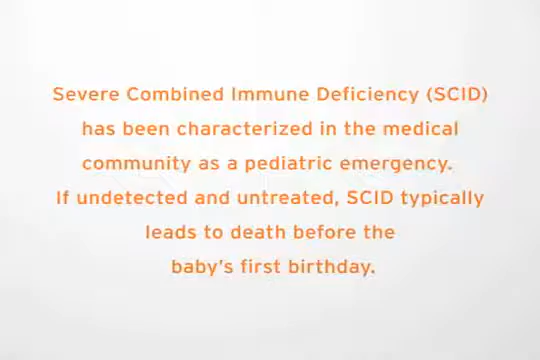 Severe Combined Immune Deficiency (SCID)
has been characterized in the medical
community as a pediatric emergency.
If undetected and untreated, SCID typically
leads to death before the
baby's first birthday.